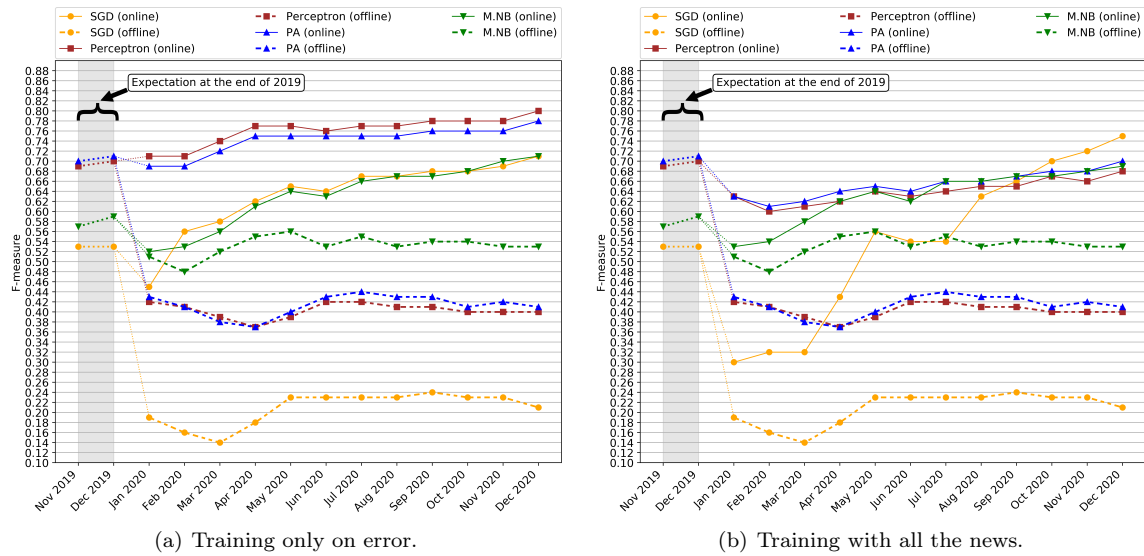 SGD (online) Perceptron (offline) M.NB (online)
SGD (offline) PA (online) M.NB (offline)
Perceptron (online) PA (offline)
Expectation at the end of 2019
F-measure
0.88
0.86
0.84
0.82
0.80
0.78
0.76
0.74
0.72
0.70
0.68
0.66
0.64
0.62
0.60
0.58
0.56
0.54
0.52
0.50
0.48
0.46
0.44
0.42
0.40
0.38
0.36
0.34
0.32
0.30
0.28
0.26
0.24
0.22
0.20
0.18
0.16
0.14
0.12
0.10
Nov 2019
Dec 2019
Jan 2020
Feb 2020
Mar 2020
Apr 2020
May 2020
Jun 2020
Jul 2020
Aug 2020
Sep 2020
Oct 2020
Nov 2020
Dec 2020
(a) Training only on error.
SGD (online) Perceptron (offline) M.NB (online)
SGD (offline) PA (online) M.NB (offline)
Perceptron (online) PA (offline)
Expectation at the end of 2019
F-measure
0.88
0.86
0.84
0.82
0.80
0.78
0.76
0.74
0.72
0.70
0.68
0.66
0.64
0.62
0.60
0.58
0.56
0.54
0.52
0.50
0.48
0.46
0.44
0.42
0.40
0.38
0.36
0.34
0.32
0.30
0.28
0.26
0.24
0.22
0.20
0.18
0.16
0.14
0.12
0.10
Nov 2019
Dec 2019
Jan 2020
Feb 2020
Mar 2020
Apr 2020
May 2020
Jun 2020
Jul 2020
Aug 2020
Sep 2020
Oct 2020
Nov 2020
Dec 2020
(b) Training with all the news.